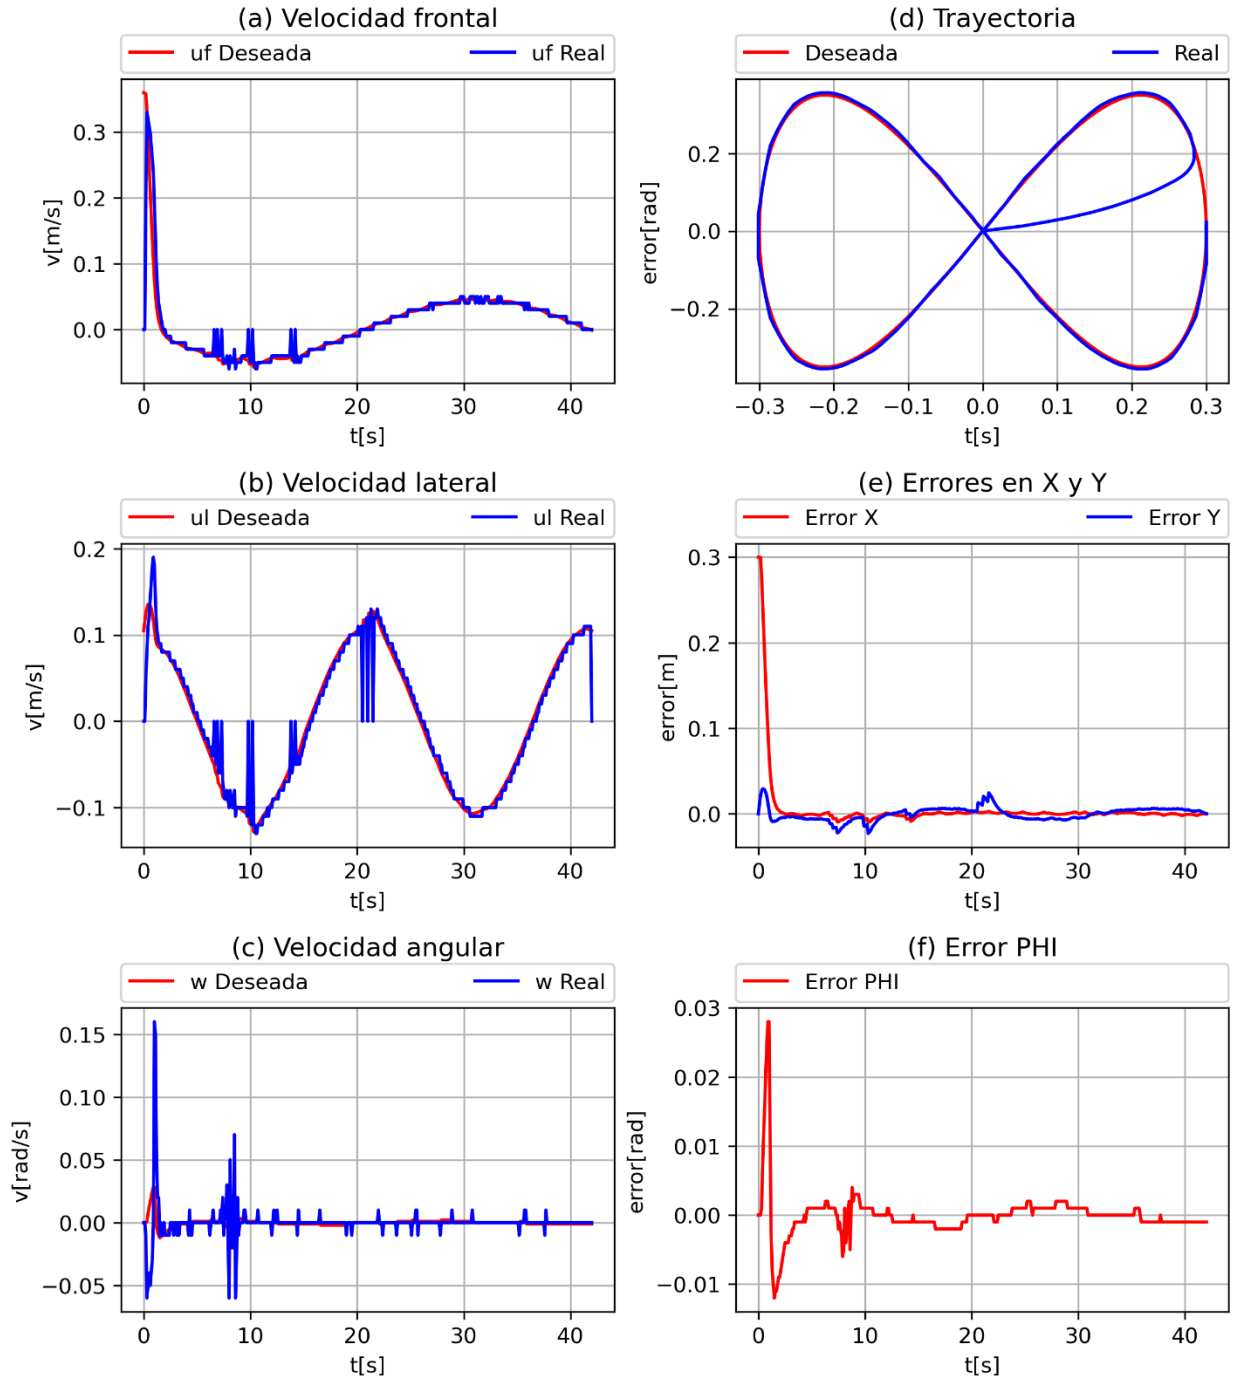 (a) Velocidad frontal
uf Deseada uf Real
0.3
0.2
0.1
0.0
v[m/s]
0 10 20 30 40
t[s]
(d) Trayectoria
Deseada Real
0.2
0.0
−0.2
error[rad]
−0.3 −0.2 −0.1 0.0 0.1 0.2 0.3
t[s]
(b) Velocidad lateral
ul Deseada ul Real
0.2
0.1
0.0
−0.1
v[m/s]
0 10 20 30 40
t[s]
(e) Errores en X y Y
Error X Error Y
0.3
0.2
0.1
0.0
error[m]
0 10 20 30 40
t[s]
(c) Velocidad angular
w Deseada w Real
0.15
0.10
0.05
0.00
−0.05
v[rad/s]
0 10 20 30 40
t[s]
(f) Error PHI
Error PHI
0.03
0.02
0.01
0.00
−0.01
error[rad]
0 10 20 30 40
t[s]